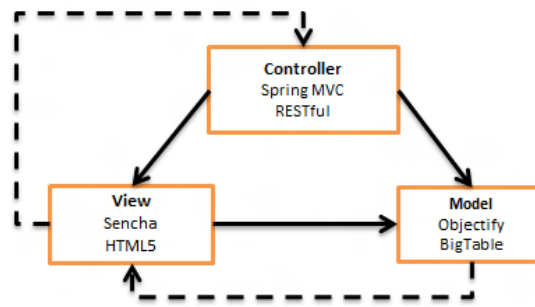 Controller
Spring MVC
RESTful
View
Sencha
HTML5
Model
Objectify
BigTable